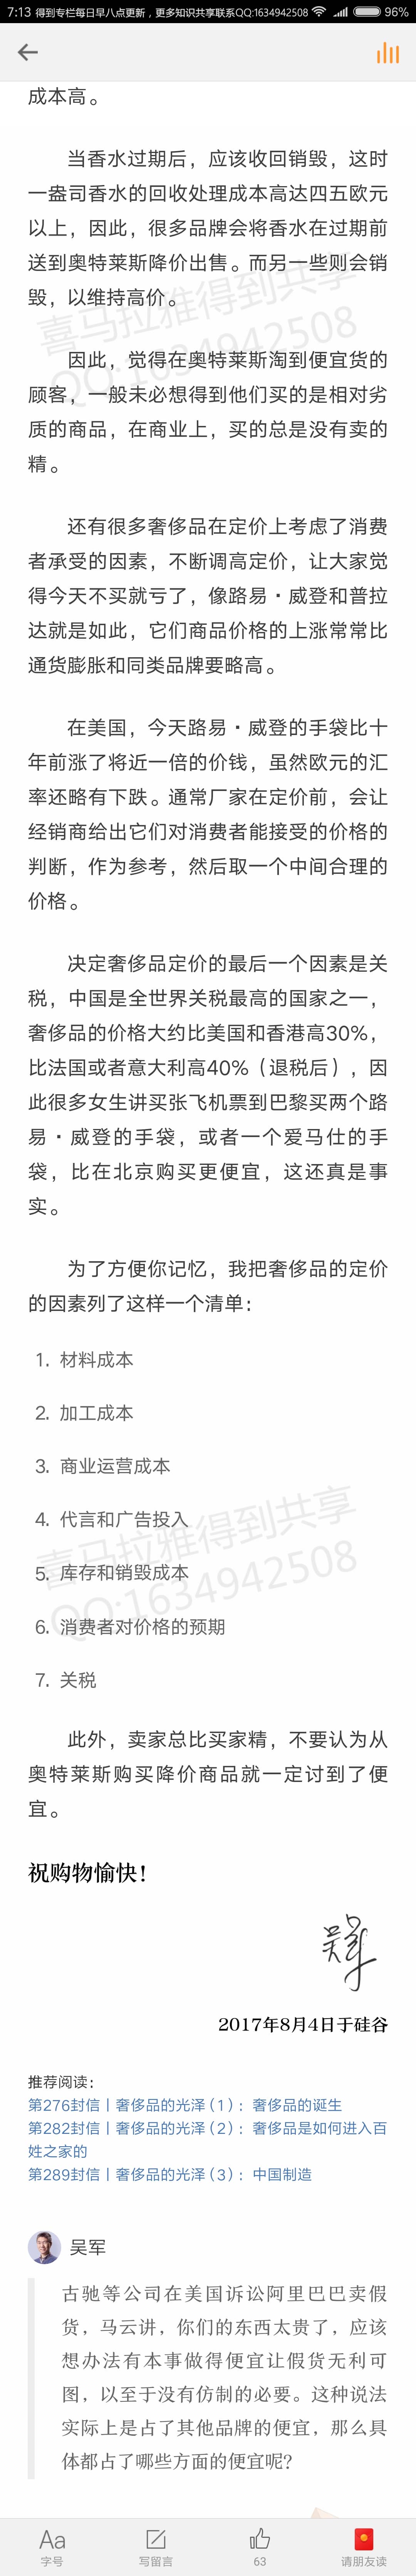 7:13 得到专栏每日早八点更新，更多知识共享联系QQ:1634942508 96%
成本高。
当香水过期后，应该收回销毁，这时
一盎司香水的回收处理成本高达四五欧元
以上，因此，很多品牌会将香水在过期前
送到奥特莱斯降价出售。而另一些则会销
毁，以维持高价。
喜马拉雅得到共享
QQ:1634942508
因此，觉得在奥特莱斯淘到便宜货的
顾客，一般未必想得到他们买的是相对劣
质的商品，在商业上，买的总是没有卖的
精。
还有很多奢侈品在定价上考虑了消费
者承受的因素，不断调高定价，让大家觉
得今天不买就亏了，像路易·威登和普拉
达就是如此，它们商品价格的上涨常常比
通货膨胀和同类品牌要略高。
在美国，今天路易·威登的手袋比十
年前涨了将近一倍的价钱，虽然欧元的汇
率还略有下跌。通常厂家在定价前，会让
经销商给出它们对消费者能接受的价格的
判断，作为参考，然后取一个中间合理的
价格。
决定奢侈品定价的最后一个因素是关
税，中国是全世界关税最高的国家之一，
奢侈品的价格大约比美国和香港高30%，
比法国或者意大利高40%（退税后），因
此很多女生讲买张飞机票到巴黎买两个路
易·威登的手袋，或者一个爱马仕的手
袋，比在北京购买更便宜，这还真是事
实。
为了方便你记忆，我把奢侈品的定价
的因素列了这样一个清单：
1. 材料成本
2. 加工成本
3. 商业运营成本
4. 代言和广告投入
5. 库存和销毁成本
6. 消费者对价格的预期
7. 关税
喜马拉雅得到共享
QQ:1634942508
此外，卖家总比买家精，不要认为从
奥特莱斯购买降价商品就一定讨到了便
宜。
祝购物愉快！
吴军
2017年8月4日于硅谷
推荐阅读：
第276封信丨奢侈品的光泽（1）：奢侈品的诞生
第282封信丨奢侈品的光泽（2）：奢侈品是如何进入百
姓之家的
第289封信丨奢侈品的光泽（3）：中国制造
吴军
古驰等公司在美国诉讼阿里巴巴卖假
货，马云讲，你们的东西太贵了，应该
想办法有本事做得便宜让假货无利可
图，以至于没有仿制的必要。这种说法
实际上是占了其他品牌的便宜，那么具
体都占了哪些方面的便宜呢？
Aa
字号
写留言
63
请朋友读